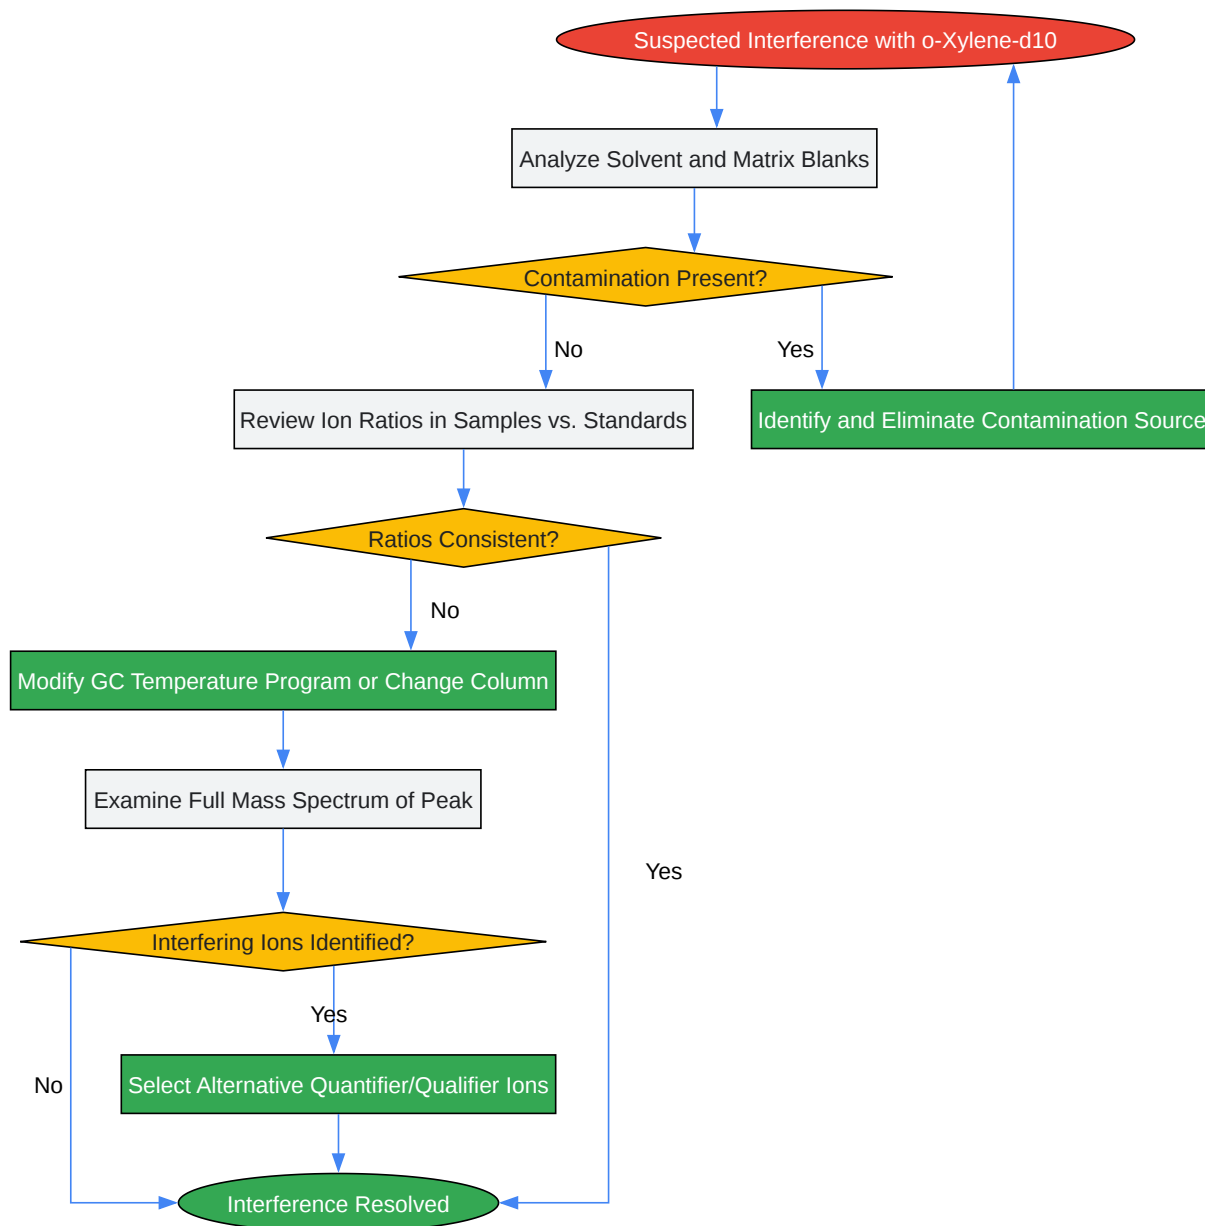 Suspected Interference with o-Xylene-d10
Analyze Solvent and Matrix Blanks
Contamination Present?
No
Yes
Review Ion Ratios in Samples vs. Standards
Identify and Eliminate Contamination Source
Ratios Consistent?
No
Modify GC Temperature Program or Change Column
Examine Full Mass Spectrum of Peak
Yes
Interfering Ions Identified?
Yes
No
Select Alternative Quantifier/Qualifier Ions
Interference Resolved